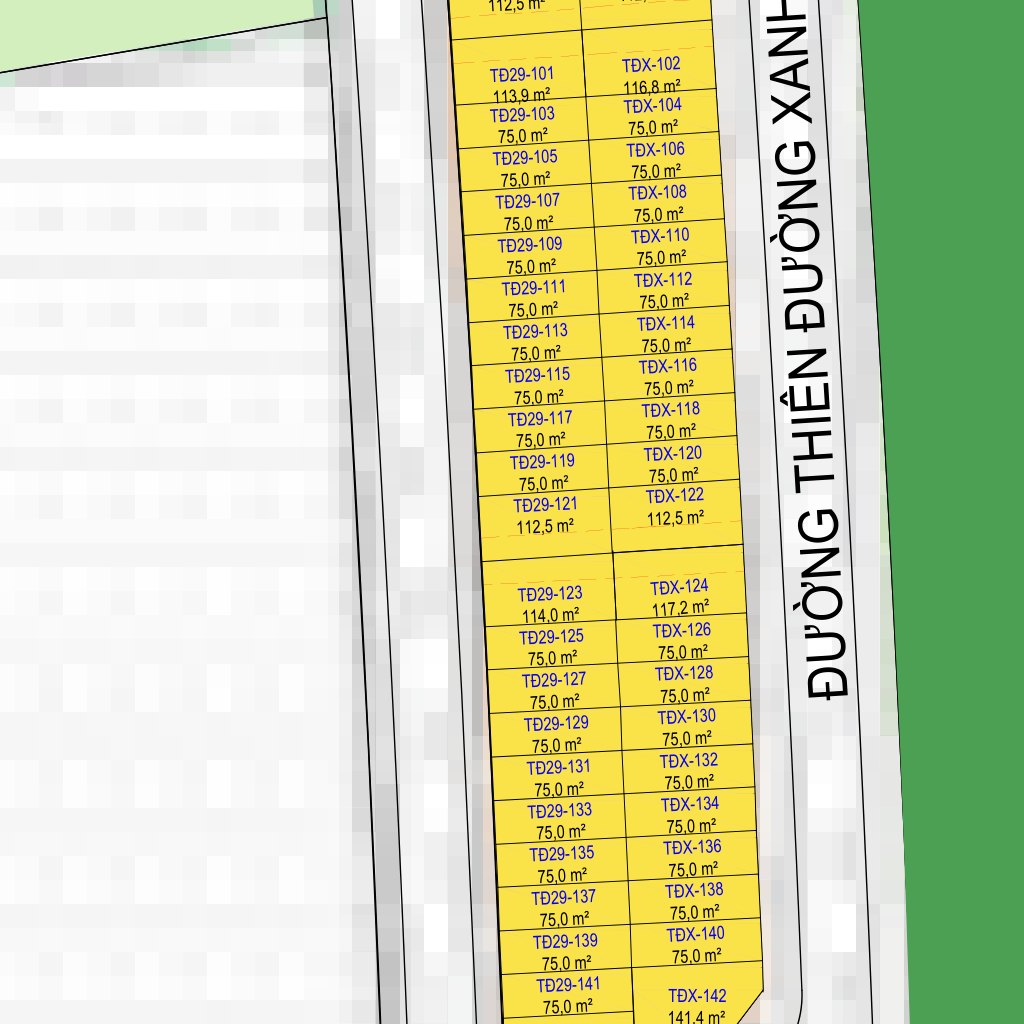 112,5 m²
TĐ29-101
113,9 m²
TĐX-102
116,8 m²
TĐ29-103
75,0 m²
TĐX-104
75,0 m²
TĐ29-105
75,0 m²
TĐX-106
75,0 m²
TĐ29-107
75,0 m²
TĐX-108
75,0 m²
TĐ29-109
75,0 m²
TĐX-110
75,0 m²
TĐ29-111
75,0 m²
TĐX-112
75,0 m²
TĐ29-113
75,0 m²
TĐX-114
75,0 m²
TĐ29-115
75,0 m²
TĐX-116
75,0 m²
TĐ29-117
75,0 m²
TĐX-118
75,0 m²
TĐ29-119
75,0 m²
TĐX-120
75,0 m²
TĐ29-121
112,5 m²
TĐX-122
112,5 m²
TĐ29-123
114,0 m²
TĐX-124
117,2 m²
TĐ29-125
75,0 m²
TĐX-126
75,0 m²
TĐ29-127
75,0 m²
TĐX-128
75,0 m²
TĐ29-129
75,0 m²
TĐX-130
75,0 m²
TĐ29-131
75,0 m²
TĐX-132
75,0 m²
TĐ29-133
75,0 m²
TĐX-134
75,0 m²
TĐ29-135
75,0 m²
TĐX-136
75,0 m²
TĐ29-137
75,0 m²
TĐX-138
75,0 m²
TĐ29-139
75,0 m²
TĐX-140
75,0 m²
TĐ29-141
75,0 m²
TĐX-142
141,4 m²
ĐƯỜNG THIÊN ĐƯỜNG XANH